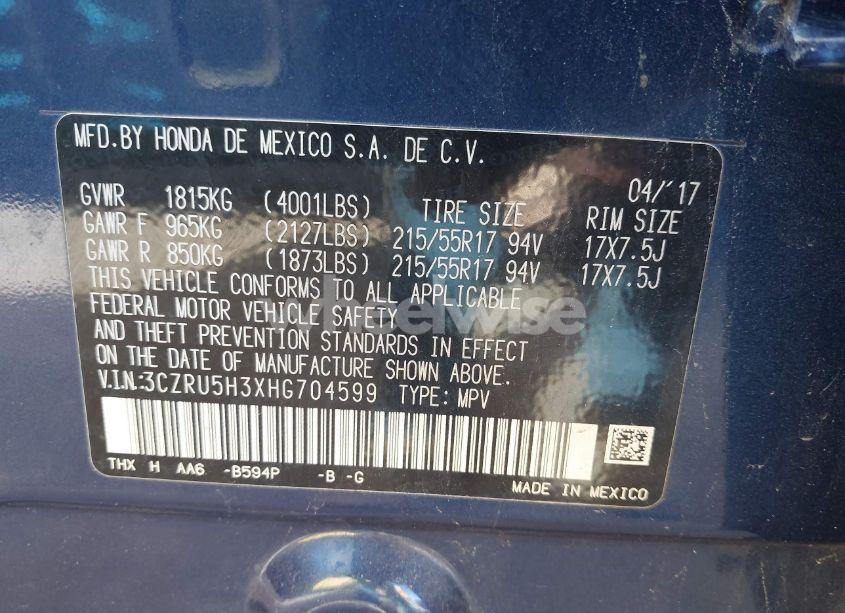 MFD.BY HONDA DE MEXICO S.A. DE C.V.
04/'17
GVWR 1815KG (4001LBS) TIRE SIZE RIM SIZE
GAWR F 965KG (2127LBS) 215/55R17 94V 17X7.5J
GAWR R 850KG (1873LBS) 215/55R17 94V 17X7.5J
THIS VEHICLE CONFORMS TO ALL APPLICABLE
FEDERAL MOTOR VEHICLE SAFETY
AND THEFT PREVENTION STANDARDS IN EFFECT
ON THE DATE OF MANUFACTURE SHOWN ABOVE.
V.I.N.:3CZRU5H3XHG704599 TYPE: MPV
THX H AA6 -B594P -B -G
MADE IN MEXICO
wheelwise